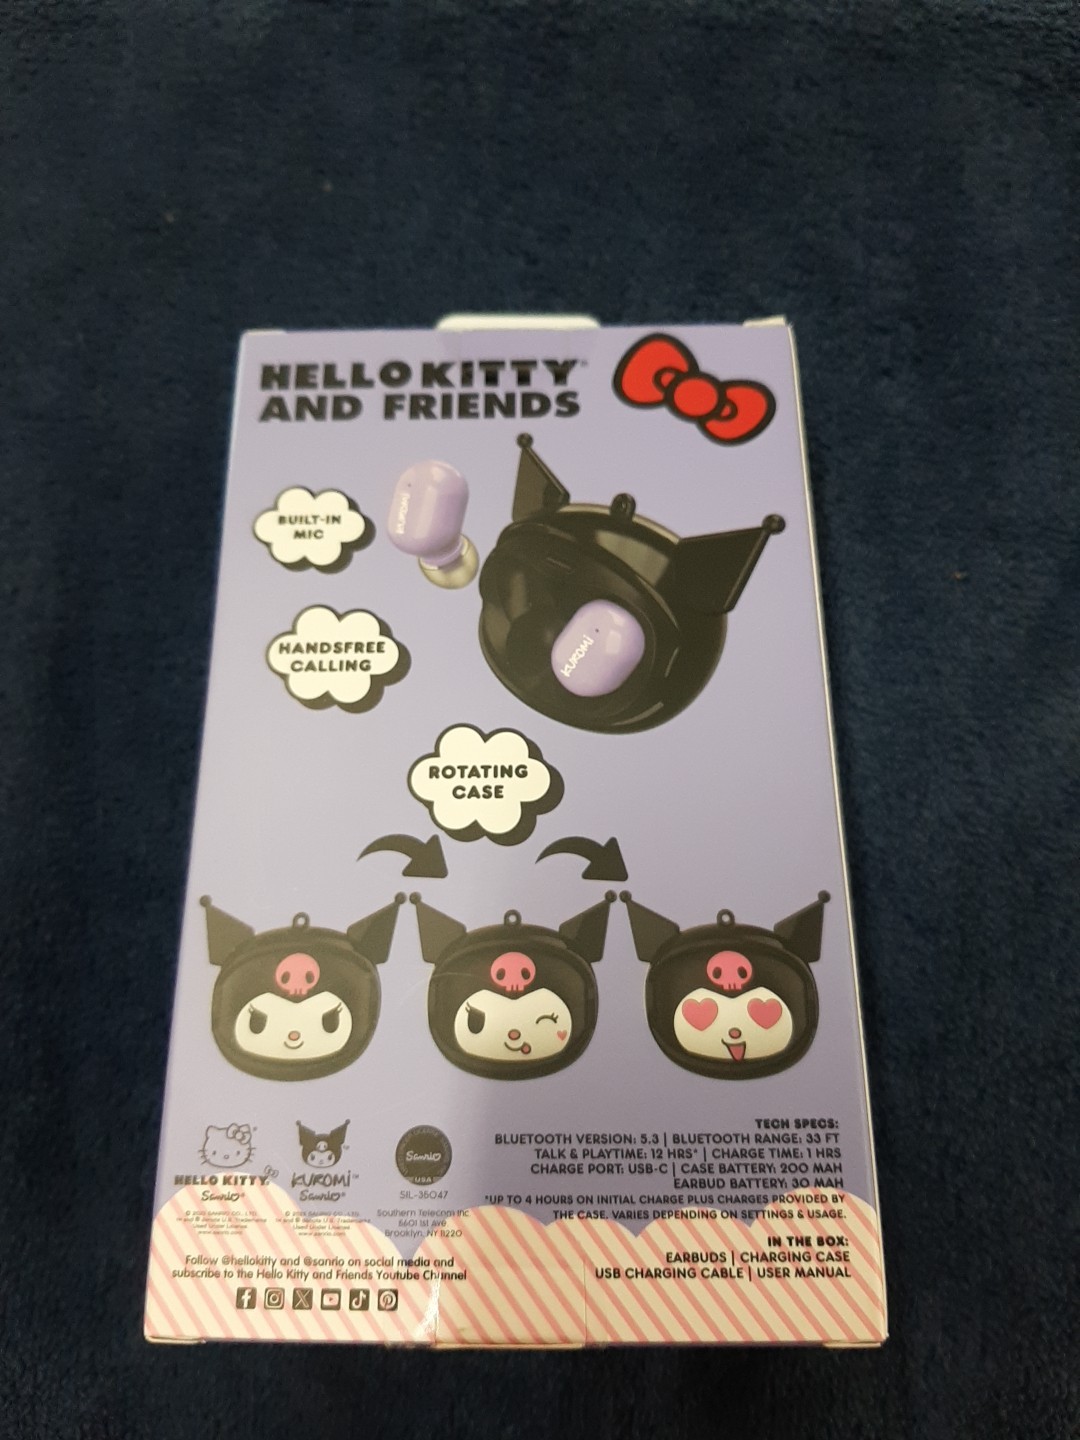 HELLO KITTY
AND FRIENDS
KUROMI
BUILT-IN
MIC
KUROMI
HANDSFREE
CALLING
ROTATING
CASE
HELLO KITTY.
Sanrio
KUROMI™
Sanrio
Sanrio
USA
SIL-35047
Southern Telecom Inc
6601 1st Ave
Brooklyn, NY 11220
TECH SPECS:
BLUETOOTH VERSION: 5.3 | BLUETOOTH RANGE: 33 FT
TALK & PLAYTIME: 12 HRS* | CHARGE TIME: 1 HRS
CHARGE PORT: USB-C | CASE BATTERY: 200 MAH
EARBUD BATTERY: 30 MAH
*UP TO 4 HOURS ON INITIAL CHARGE PLUS CHARGES PROVIDED BY
THE CASE. VARIES DEPENDING ON SETTINGS & USAGE.
IN THE BOX:
EARBUDS | CHARGING CASE
USB CHARGING CABLE | USER MANUAL
Follow @hellokitty and @sanrio on social media and
subscribe to the Hello Kitty and Friends Youtube Channel